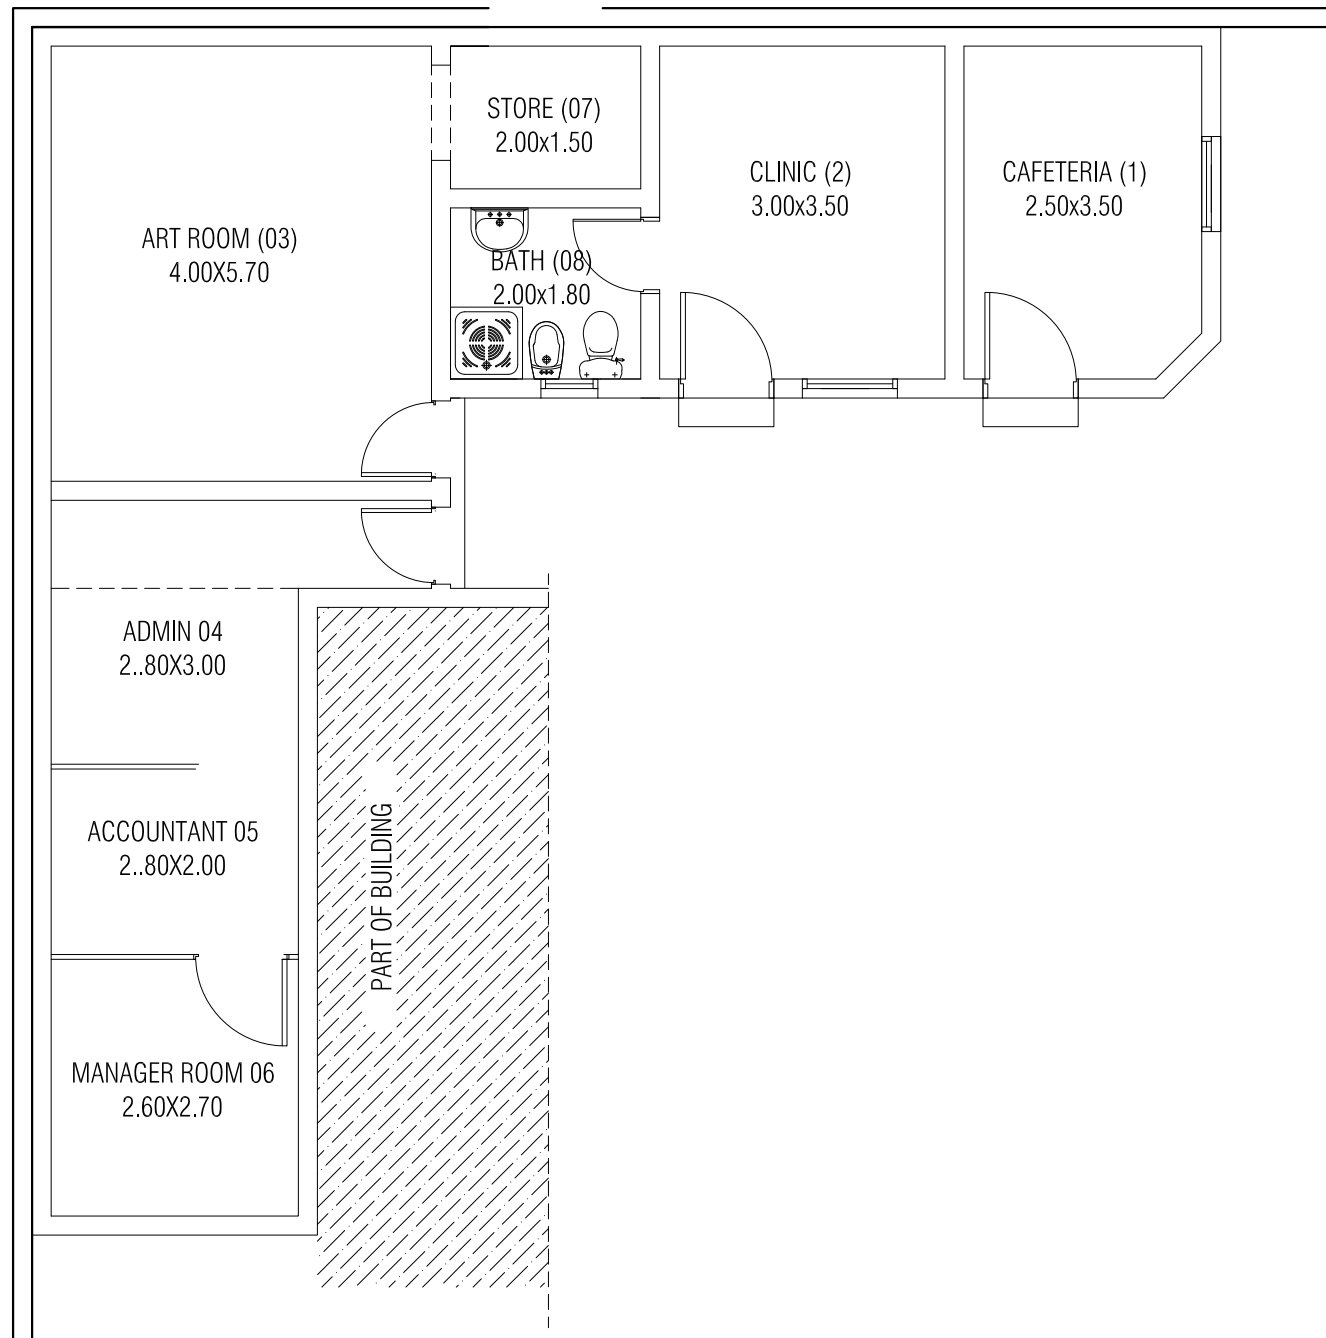 STORE (07)
2.00x1.50
CLINIC (2)
3.00x3.50
CAFETERIA (1)
2.50x3.50
ART ROOM (03)
4.00X5.70
BATH (08)
2.00x1.80
ADMIN 04
2..80X3.00
ACCOUNTANT 05
2..80X2.00
PART OF BUILDING
MANAGER ROOM 06
2.60X2.70